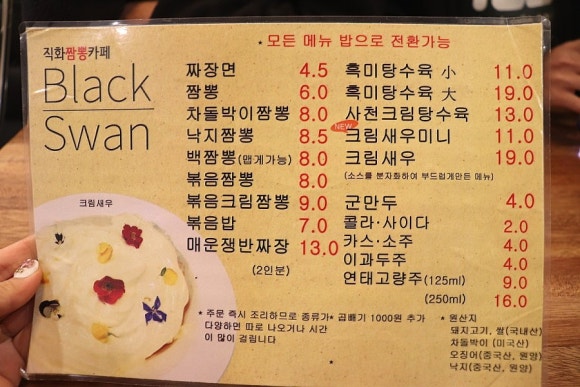 * 모든 메뉴 밥으로 전환가능
직화짬뽕카페
Black
Swan
짜장면 4.5
짬뽕 6.0
차돌박이짬뽕 8.0
낙지짬뽕 8.5
백짬뽕(맵게가능) 8.0
볶음짬뽕 8.0
볶음크림짬뽕 9.0
볶음밥 7.0
매운쟁반짜장 13.0
(2인분)
흑미탕수육 小 11.0
흑미탕수육 大 19.0
사천크림탕수육 13.0
NEW 크림새우미니 11.0
크림새우 19.0
(소스를 분자화하여 부드럽게만든 메뉴)
군만두 4.0
콜라·사이다 2.0
카스·소주 4.0
이과두주 4.0
연태고량주(125ml) 9.0
(250ml) 16.0
크림새우
* 주문 즉시 조리하므로 종류가
다양하면 따로 나오거나 시간
이 많이 걸립니다
* 곱빼기 1000원 추가
* 원산지
돼지고기, 쌀(국내산)
차돌박이 (미국산)
오징어(중국산, 원양)
낙지(중국산, 원양)